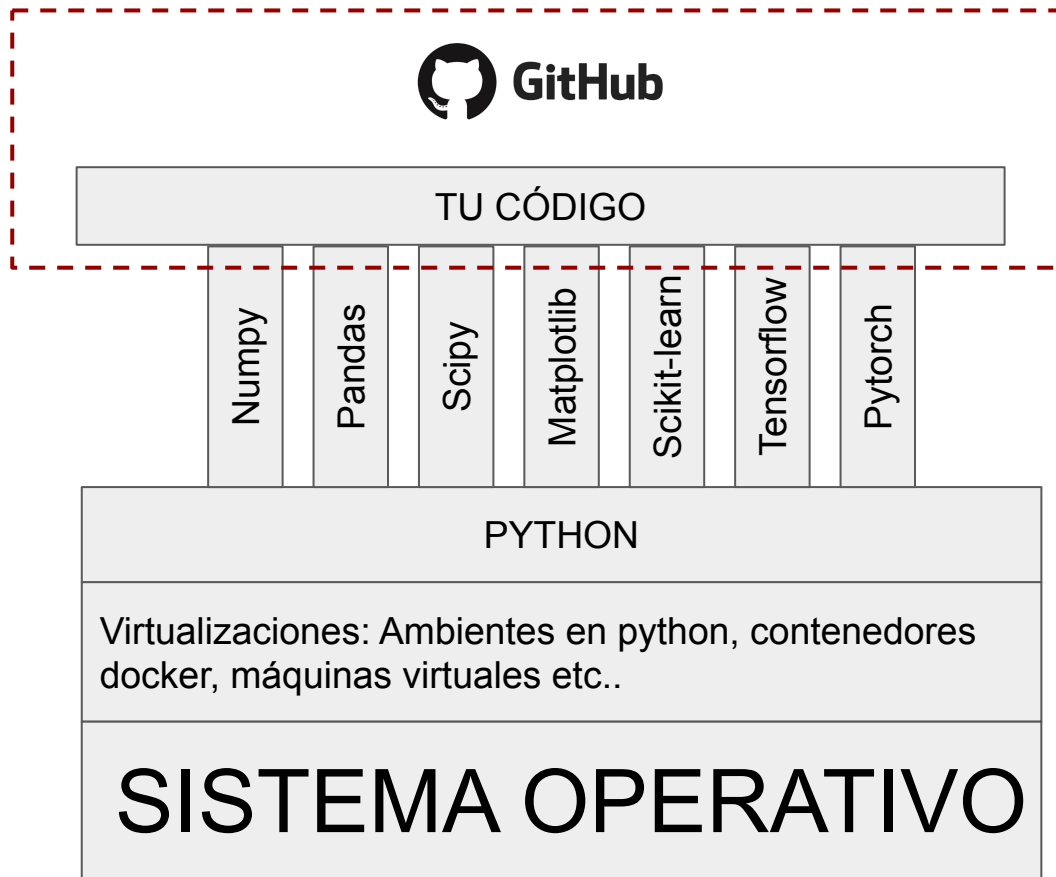 GitHub
TU CÓDIGO
Numpy
Pandas
Scipy
Matplotlib
Scikit-learn
Tensorflow
Pytorch
PYTHON
Virtualizaciones: Ambientes en python, contenedores
docker, máquinas virtuales etc..
SISTEMA OPERATIVO